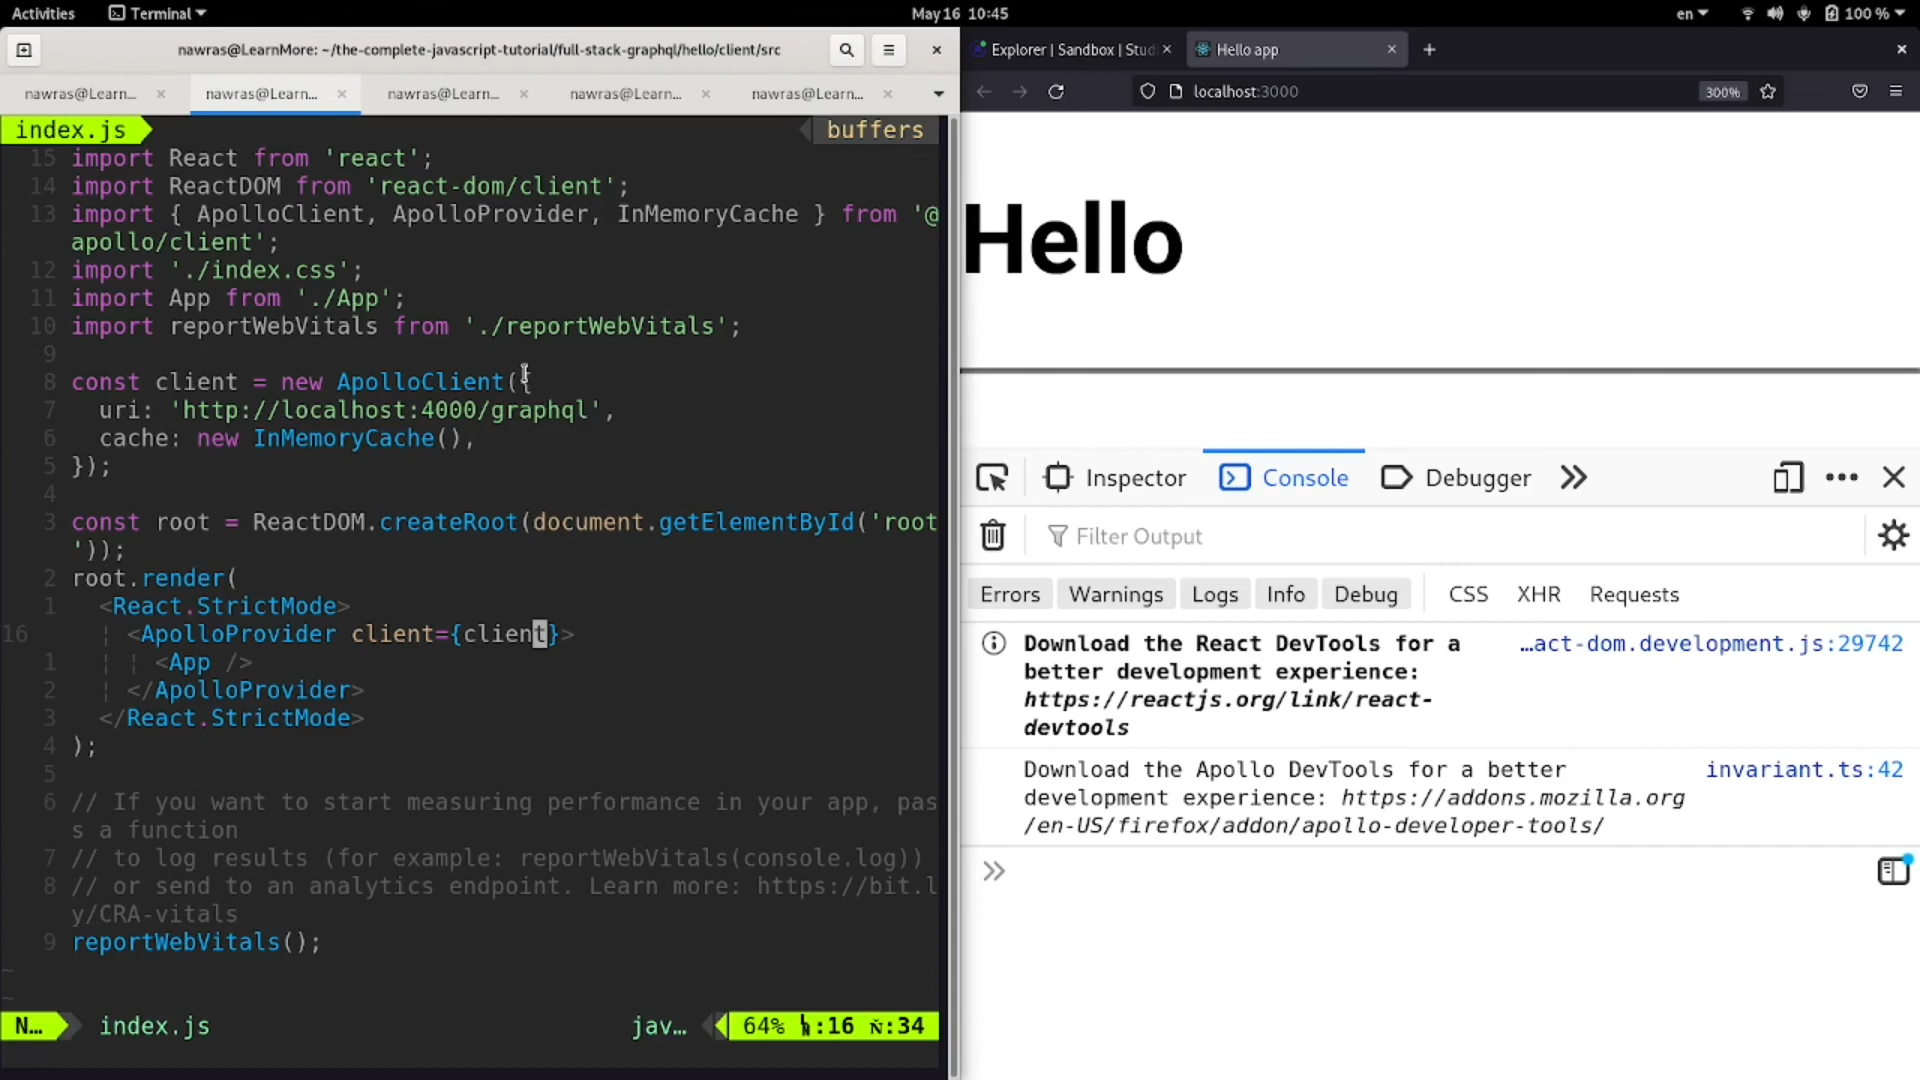 Activities
Terminal
May 16 10:45
en
100 %
nawras@LearnMore: ~/the-complete-javascript-tutorial/full-stack-graphql/hello/client/src
nawras@Learn...
nawras@Learn...
nawras@Learn...
nawras@Learn...
nawras@Learn...
index.js
buffers
15 import React from 'react';
14 import ReactDOM from 'react-dom/client';
13 import { ApolloClient, ApolloProvider, InMemoryCache } from '@
apollo/client';
12 import './index.css';
11 import App from './App';
10 import reportWebVitals from './reportWebVitals';
9
8 const client = new ApolloClient({
7 uri: 'http://localhost:4000/graphql',
6 cache: new InMemoryCache(),
5 });
4
3 const root = ReactDOM.createRoot(document.getElementById('root
'));
2 root.render(
1 <React.StrictMode>
16 <ApolloProvider client={client}>
1 <App />
2 </ApolloProvider>
3 </React.StrictMode>
4 );
5
6 // If you want to start measuring performance in your app, pas
s a function
7 // to log results (for example: reportWebVitals(console.log))
8 // or send to an analytics endpoint. Learn more: https://bit.l
y/CRA-vitals
9 reportWebVitals();
~
~
N...
index.js
jav...
64% :16 :34
Explorer | Sandbox | Stud
Hello app
localhost:3000
300%
Hello
Inspector
Console
Debugger
Filter Output
Errors
Warnings
Logs
Info
Debug
CSS
XHR
Requests
Download the React DevTools for a …act-dom.development.js:29742
better development experience:
https://reactjs.org/link/react-
devtools
Download the Apollo DevTools for a better invariant.ts:42
development experience: https://addons.mozilla.org
/en-US/firefox/addon/apollo-developer-tools/